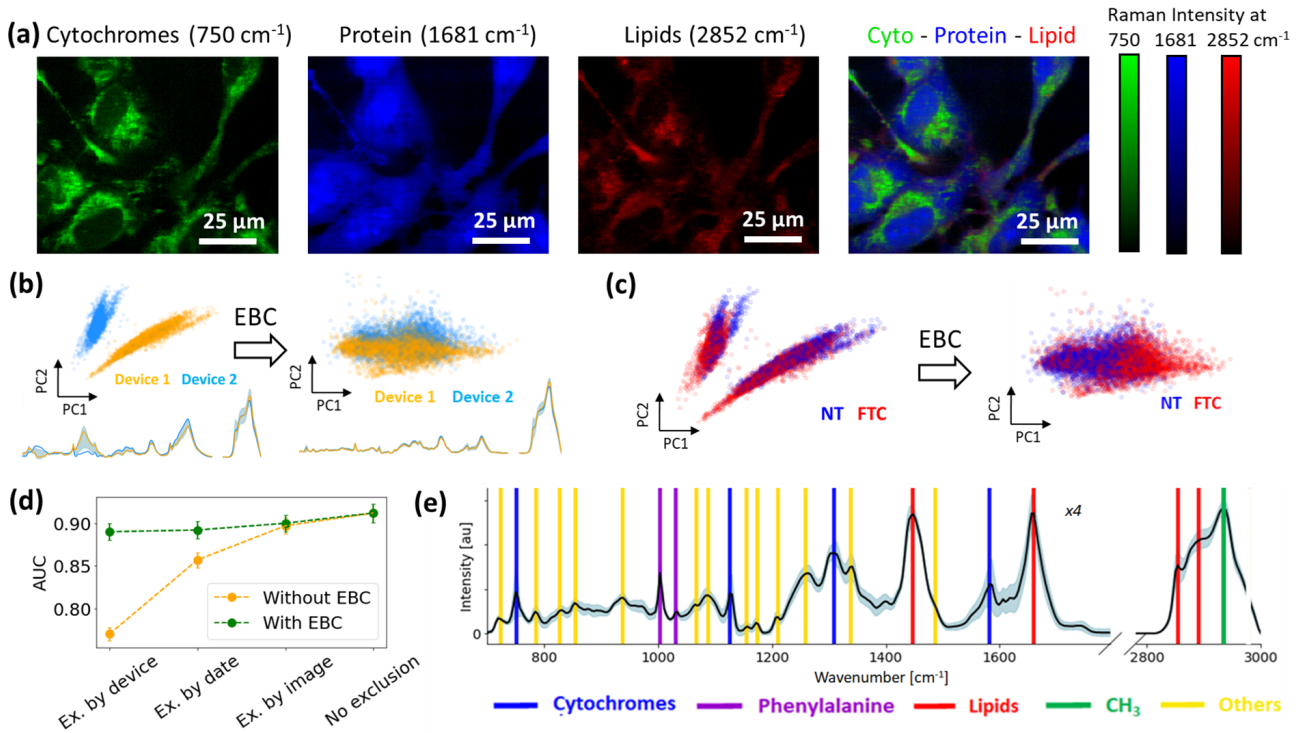 (a)
Cytochromes (750 cm⁻¹)
Protein (1681 cm⁻¹)
Lipids (2852 cm⁻¹)
Cyto - Protein - Lipid
Raman Intensity at
750 1681 2852 cm⁻¹
25 µm
25 µm
25 µm
25 µm
(b)
EBC
PC2
PC1
Device 1 Device 2
PC2
PC1
Device 1 Device 2
(c)
EBC
PC2
PC1
NT FTC
PC2
PC1
NT FTC
(d)
AUC
0.90
0.85
0.80
Without EBC
With EBC
Ex. by device
Ex. by date
Ex. by image
No exclusion
(e)
Intensity [au]
0
x4
800 1000 1200 1400 1600 2800 3000
Wavenumber [cm⁻¹]
Cytochromes Phenylalanine Lipids CH₃ Others